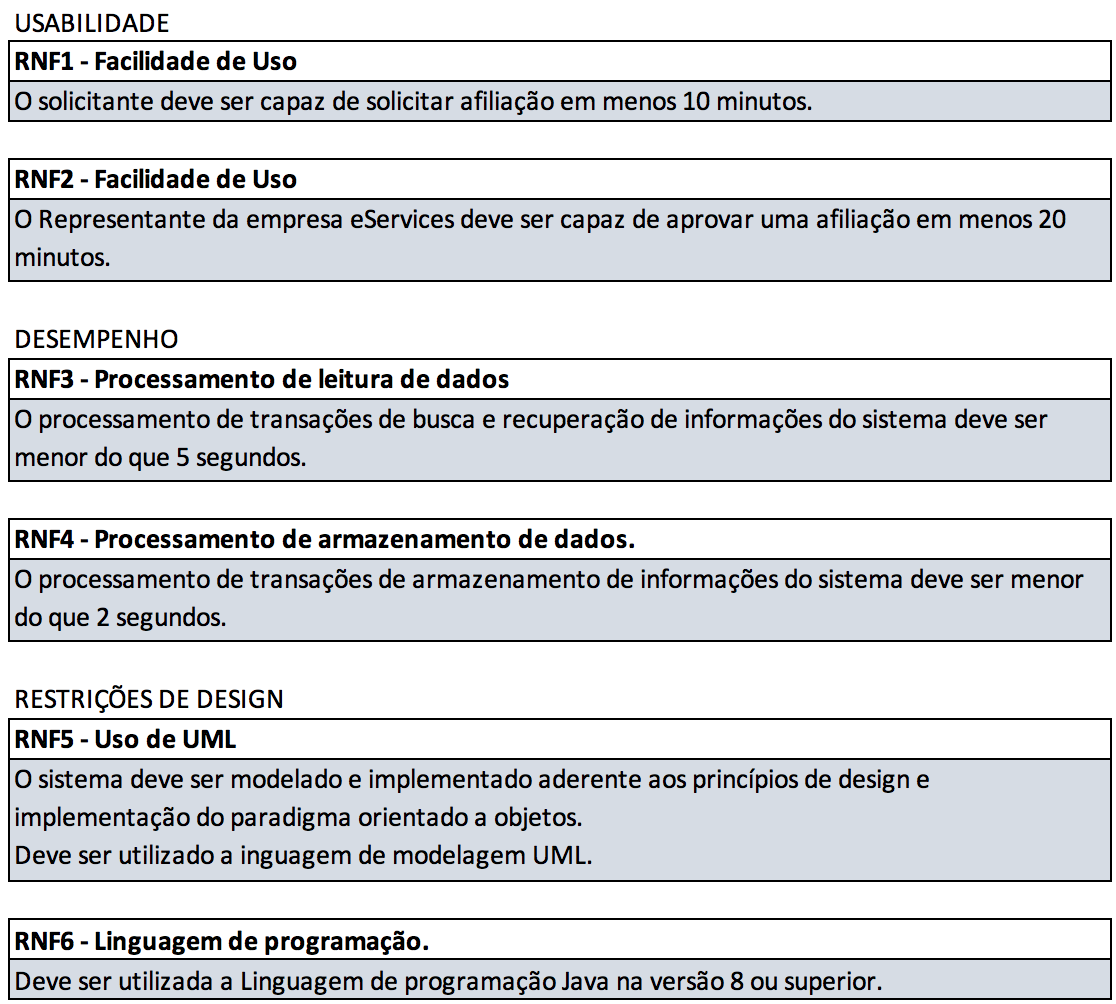 USABILIDADE
RNF1 - Facilidade de Uso
O solicitante deve ser capaz de solicitar afiliação em menos 10 minutos.
RNF2 - Facilidade de Uso
O Representante da empresa eServices deve ser capaz de aprovar uma afiliação em menos 20
minutos.
DESEMPENHO
RNF3 - Processamento de leitura de dados
O processamento de transações de busca e recuperação de informações do sistema deve ser
menor do que 5 segundos.
RNF4 - Processamento de armazenamento de dados.
O processamento de transações de armazenamento de informações do sistema deve ser menor
do que 2 segundos.
RESTRIÇÕES DE DESIGN
RNF5 - Uso de UML
O sistema deve ser modelado e implementado aderente aos princípios de design e
implementação do paradigma orientado a objetos.
Deve ser utilizado a inguagem de modelagem UML.
RNF6 - Linguagem de programação.
Deve ser utilizada a Linguagem de programação Java na versão 8 ou superior.